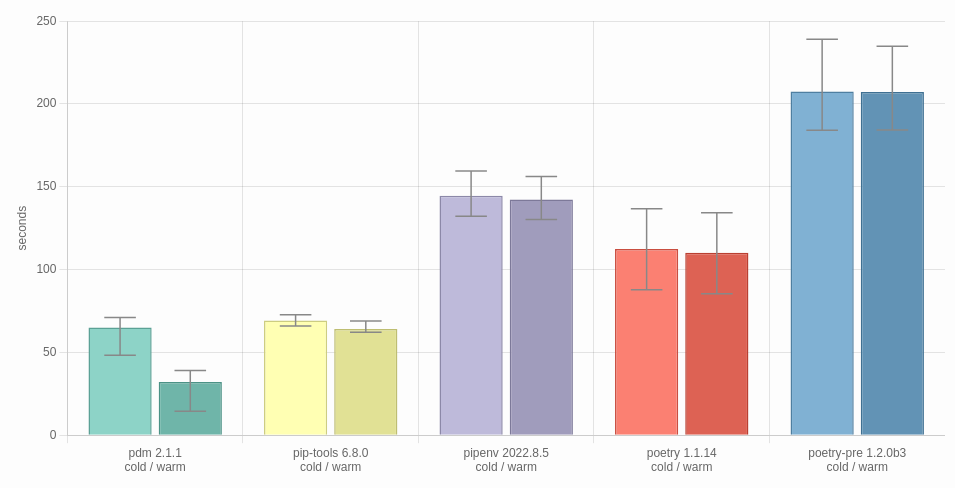 250
200
150
100
50
0
seconds
pdm 2.1.1
cold / warm
pip-tools 6.8.0
cold / warm
pipenv 2022.8.5
cold / warm
poetry 1.1.14
cold / warm
poetry-pre 1.2.0b3
cold / warm